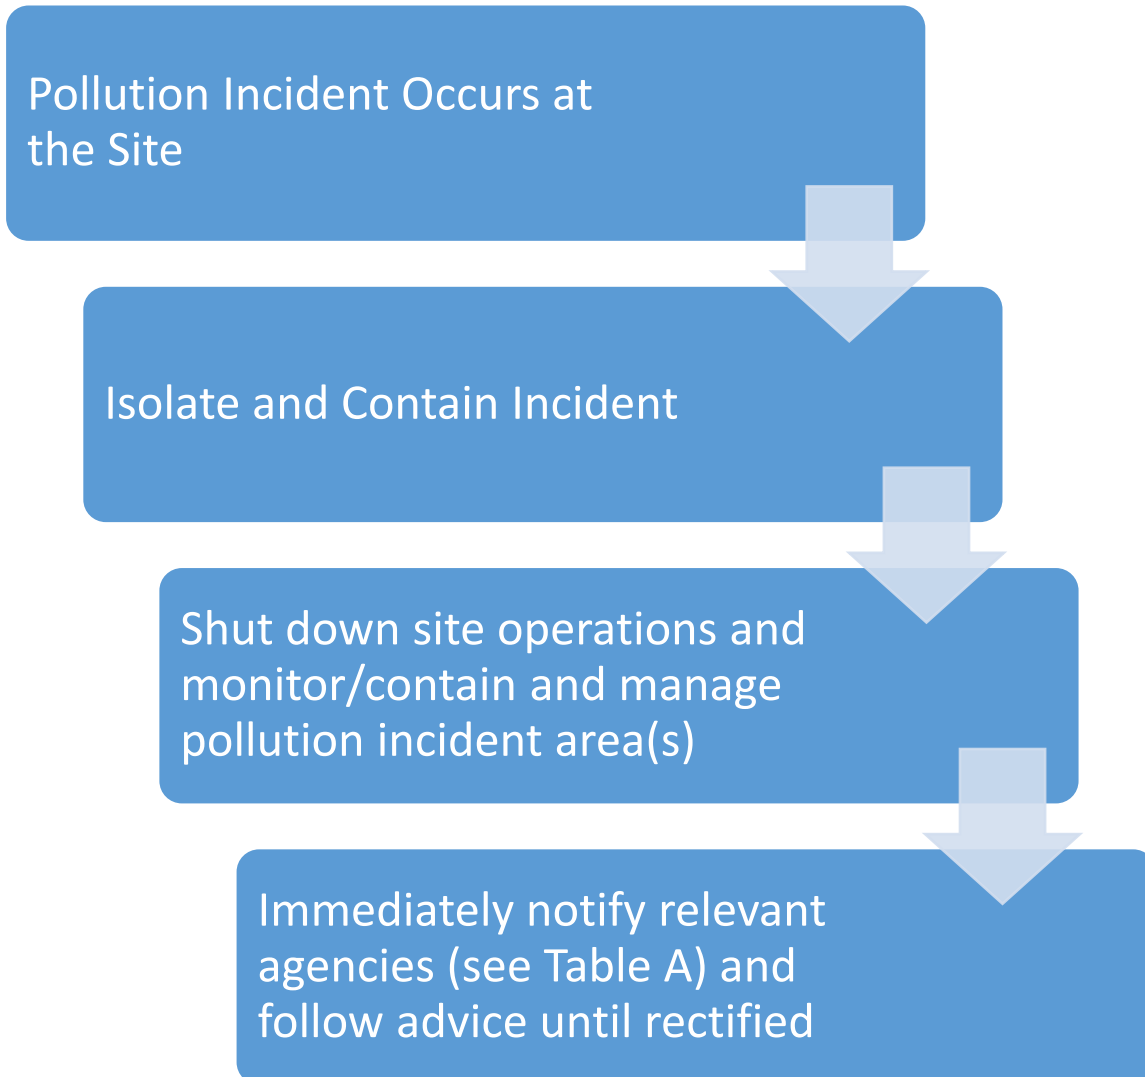 Pollution Incident Occurs at
the Site
Isolate and Contain Incident
Shut down site operations and
monitor/contain and manage
pollution incident area(s)
Immediately notify relevant
agencies (see Table A) and
follow advice until rectified